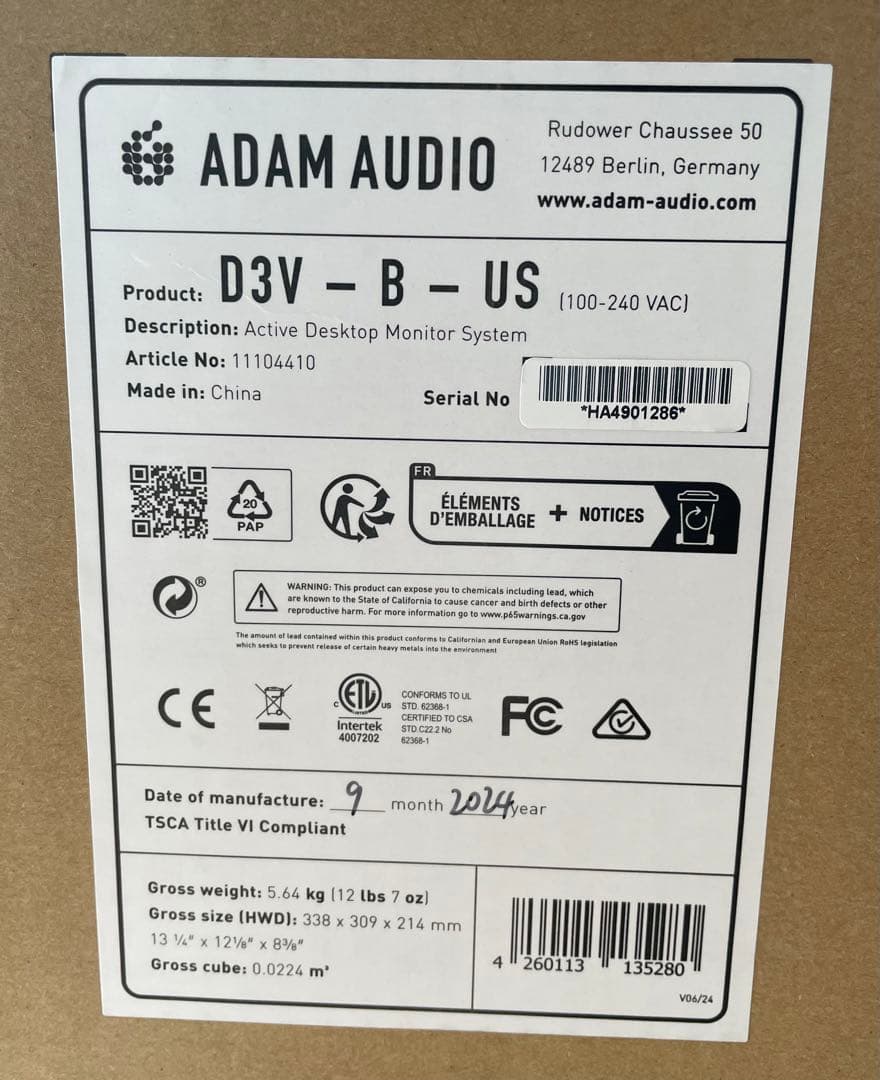 ADAM AUDIO
Rudower Chaussee 50
12489 Berlin, Germany
www.adam-audio.com
Product: D3V – B – US (100-240 VAC)
Description: Active Desktop Monitor System
Article No: 11104410
Made in: China
Serial No
*HA4901286*
20
PAP
FR
ÉLÉMENTS
D'EMBALLAGE + NOTICES
®
WARNING: This product can expose you to chemicals including lead, which
are known to the State of California to cause cancer and birth defects or other
reproductive harm. For more information go to www.p65warnings.ca.gov
The amount of lead contained within this product conforms to Californian and European Union RoHS legislation
which seeks to prevent release of certain heavy metals into the environment
CE
c ETL us
Intertek
4007202
CONFORMS TO UL
STD. 62368-1
CERTIFIED TO CSA
STD.C22.2 No
62368-1
FC
Date of manufacture: 9 month 2024 year
TSCA Title VI Compliant
Gross weight: 5.64 kg (12 lbs 7 oz)
Gross size (HWD): 338 x 309 x 214 mm
13 ¼" x 12⅛" x 8⅜"
Gross cube: 0.0224 m³
4 260113 135280
V06/24